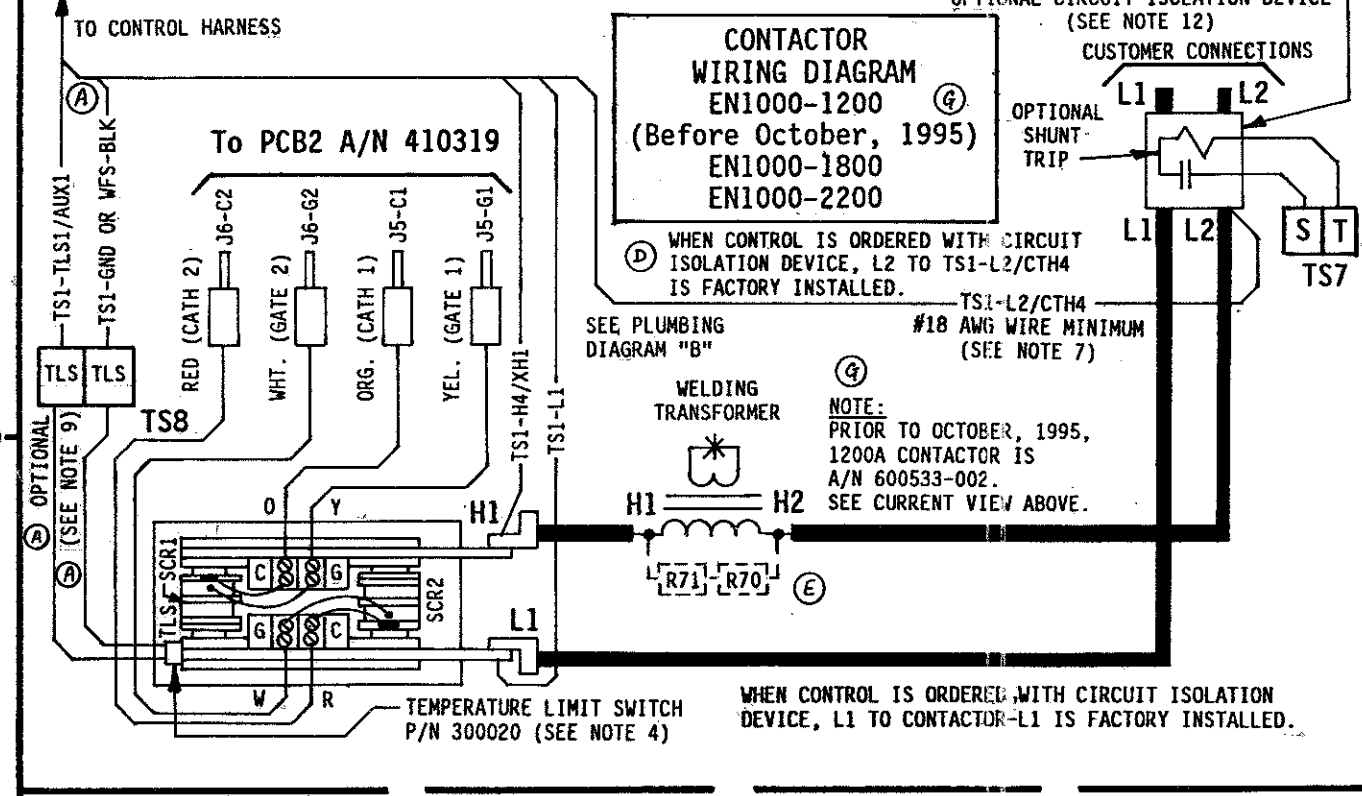 OPTIONAL CIRCUIT ISOLATION DEVICE
(SEE NOTE 12)
CUSTOMER CONNECTIONS
TO CONTROL HARNESS
CONTACTOR
WIRING DIAGRAM
EN1000-1200 G
(Before October, 1995)
EN1000-1800
EN1000-2200
L1 L2
OPTIONAL
SHUNT
TRIP
L1 L2
S T
TS7
A
TS1-TLS1/AUX1
TS1-GND OR WFS-BLK
To PCB2 A/N 410319
J6-C2
J6-G2
J5-C1
J5-G1
RED (CATH 2)
WHT. (GATE 2)
ORG. (CATH 1)
YEL. (GATE 1)
TS1-H4/XH1
TS1-L1
D WHEN CONTROL IS ORDERED WITH CIRCUIT
ISOLATION DEVICE, L2 TO TS1-L2/CTH4
IS FACTORY INSTALLED.
TS1-L2/CTH4
#18 AWG WIRE MINIMUM
(SEE NOTE 7)
SEE PLUMBING
DIAGRAM "B"
TLS TLS
TS8
A OPTIONAL
A (SEE NOTE 9)
WELDING
TRANSFORMER
H1 H2
R71 R70
E
G
NOTE:
PRIOR TO OCTOBER, 1995,
1200A CONTACTOR IS
A/N 600533-002.
SEE CURRENT VIEW ABOVE.
O Y
H1
TLS SCR1
C G
G C
SCR2
L1
W R
TEMPERATURE LIMIT SWITCH
P/N 300020 (SEE NOTE 4)
WHEN CONTROL IS ORDERED WITH CIRCUIT ISOLATION
DEVICE, L1 TO CONTACTOR-L1 IS FACTORY INSTALLED.